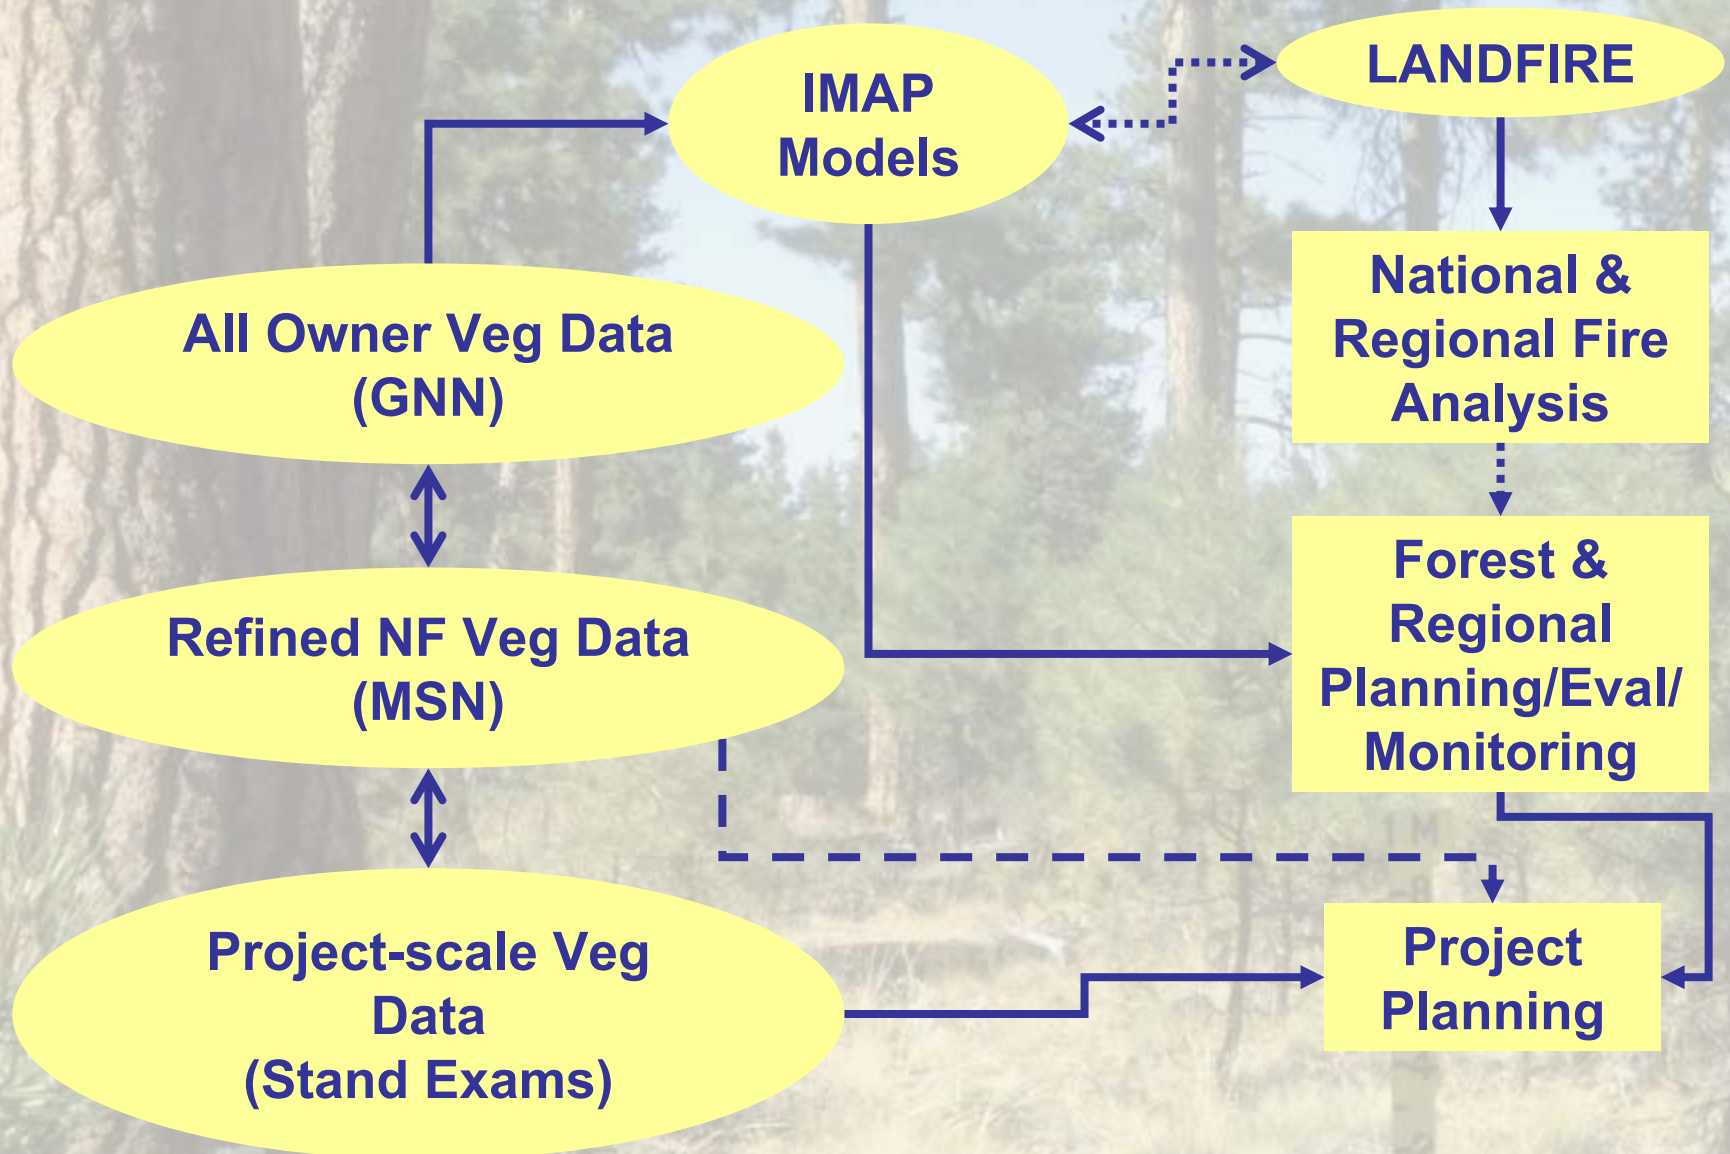 IMAP
Models
LANDFIRE
All Owner Veg Data
(GNN)
National &
Regional Fire
Analysis
Refined NF Veg Data
(MSN)
Forest &
Regional
Planning/Eval/
Monitoring
Project-scale Veg
Data
(Stand Exams)
Project
Planning
1M